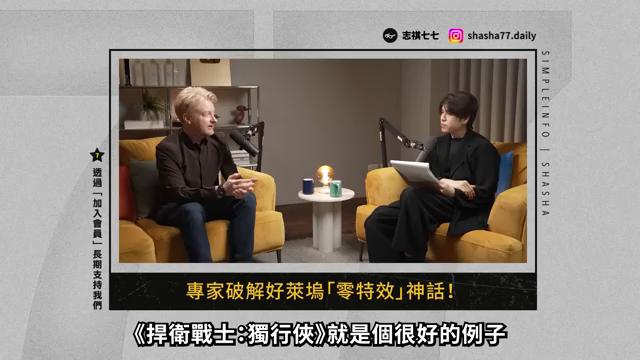 志祺七七
shasha77.daily
SIMPLEINFO | SHASHA
透過「加入會員」長期支持我們
專家破解好萊塢「零特效」神話！
《捍衛戰士：獨行俠》就是個很好的例子